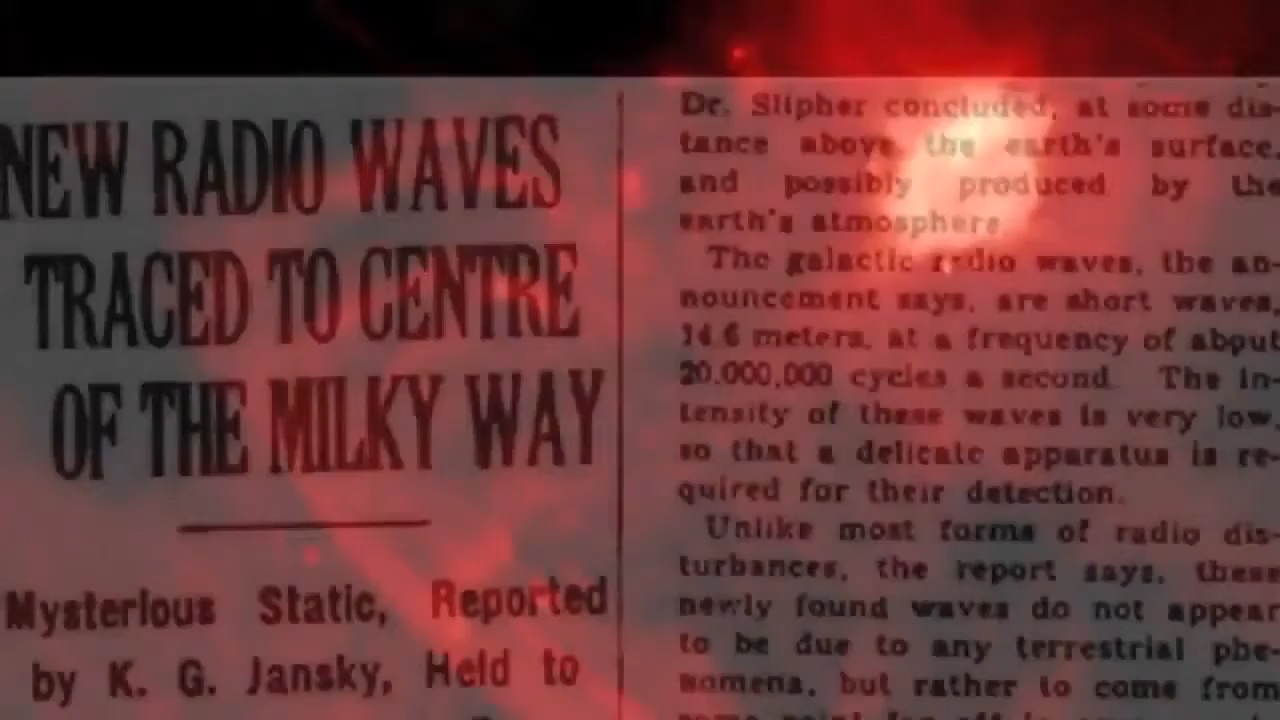 NEW RADIO WAVES
TRACED TO CENTRE
OF THE MILKY WAY
Mysterious Static, Reported
by K. G. Jansky, Held to
Dr. Slipher concluded, at some dis-
tance above the earth's surface,
and possibly produced by the
earth's atmosphere
The galactic radio waves, the an-
nouncement says, are short waves,
14.6 meters, at a frequency of about
20,000,000 cycles a second. The in-
tensity of these waves is very low,
so that a delicate apparatus is re-
quired for their detection.
Unlike most forms of radio dis-
turbances, the report says, these
newly found waves do not appear
to be due to any terrestrial phe-
nomena, but rather to come from